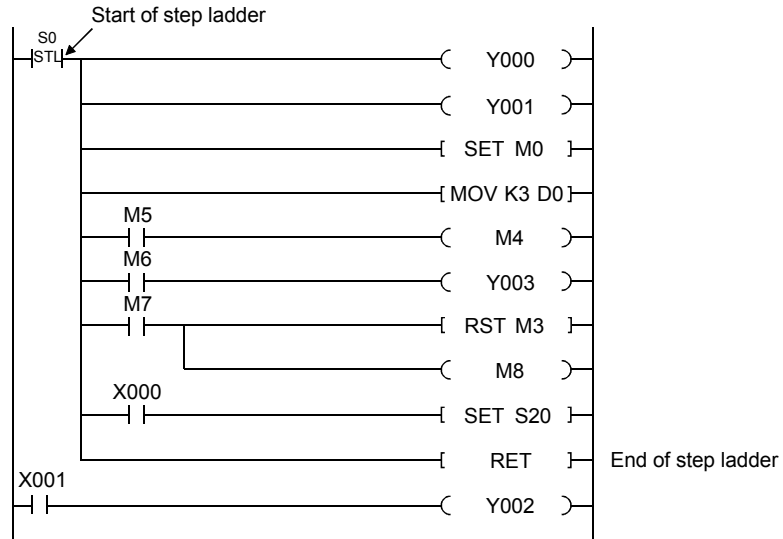 Start of step ladder
S0
STL
Y000
Y001
SET M0
MOV K3 D0
M5
M4
M6
Y003
M7
RST M3
M8
X000
SET S20
RET
End of step ladder
X001
Y002